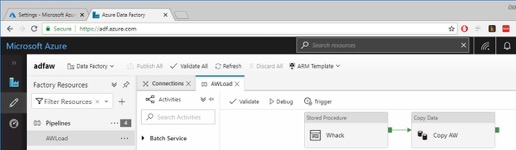 Settings - Microsoft Azure
Azure Data Factory
Secure
https://adf.azure.com
Microsoft Azure
Search resources
adfaw
Data Factory
Publish All
Validate All
Refresh
Discard All
ARM Template
Factory Resources
Connections
AWLoad
Filter Resources
Activities
Validate
Debug
Trigger
Pipelines
4
Search Activities
Stored Procedure
Copy Data
AWLoad
Batch Service
Whack
Copy AW